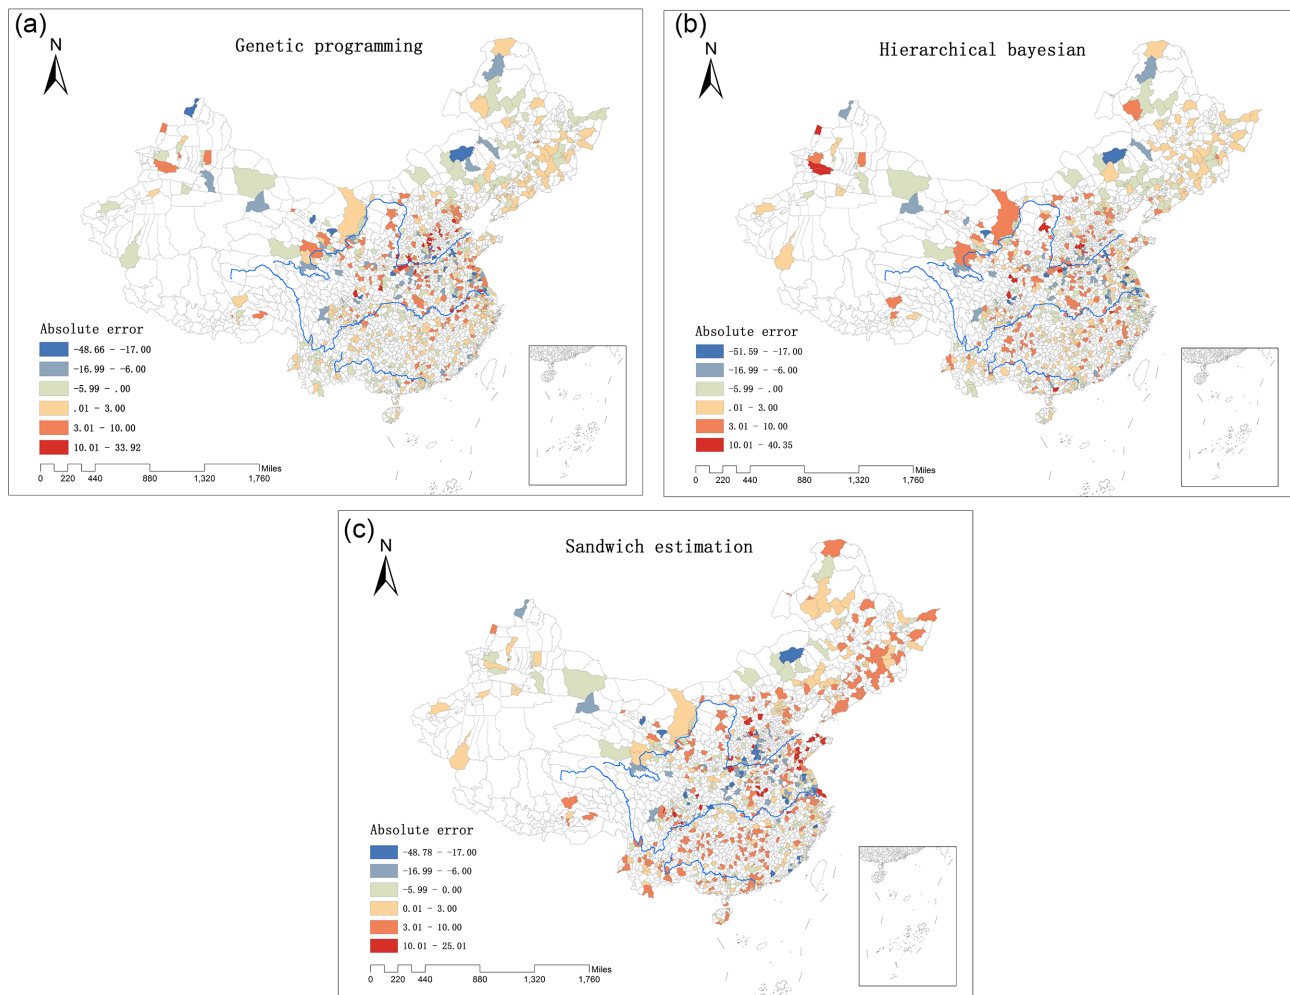 (a)
Genetic programming
N
Absolute error
-48.66 - -17.00
-16.99 - -6.00
-5.99 - .00
.01 - 3.00
3.01 - 10.00
10.01 - 33.92
Miles
0 220 440 880 1,320 1,760
(b)
Hierarchical bayesian
N
Absolute error
-51.59 - -17.00
-16.99 - -6.00
-5.99 - .00
.01 - 3.00
3.01 - 10.00
10.01 - 40.35
Miles
0 220 440 880 1,320 1,760
(c)
Sandwich estimation
N
Absolute error
-48.78 - -17.00
-16.99 - -6.00
-5.99 - 0.00
0.01 - 3.00
3.01 - 10.00
10.01 - 25.01
Miles
0 220 440 880 1,320 1,760